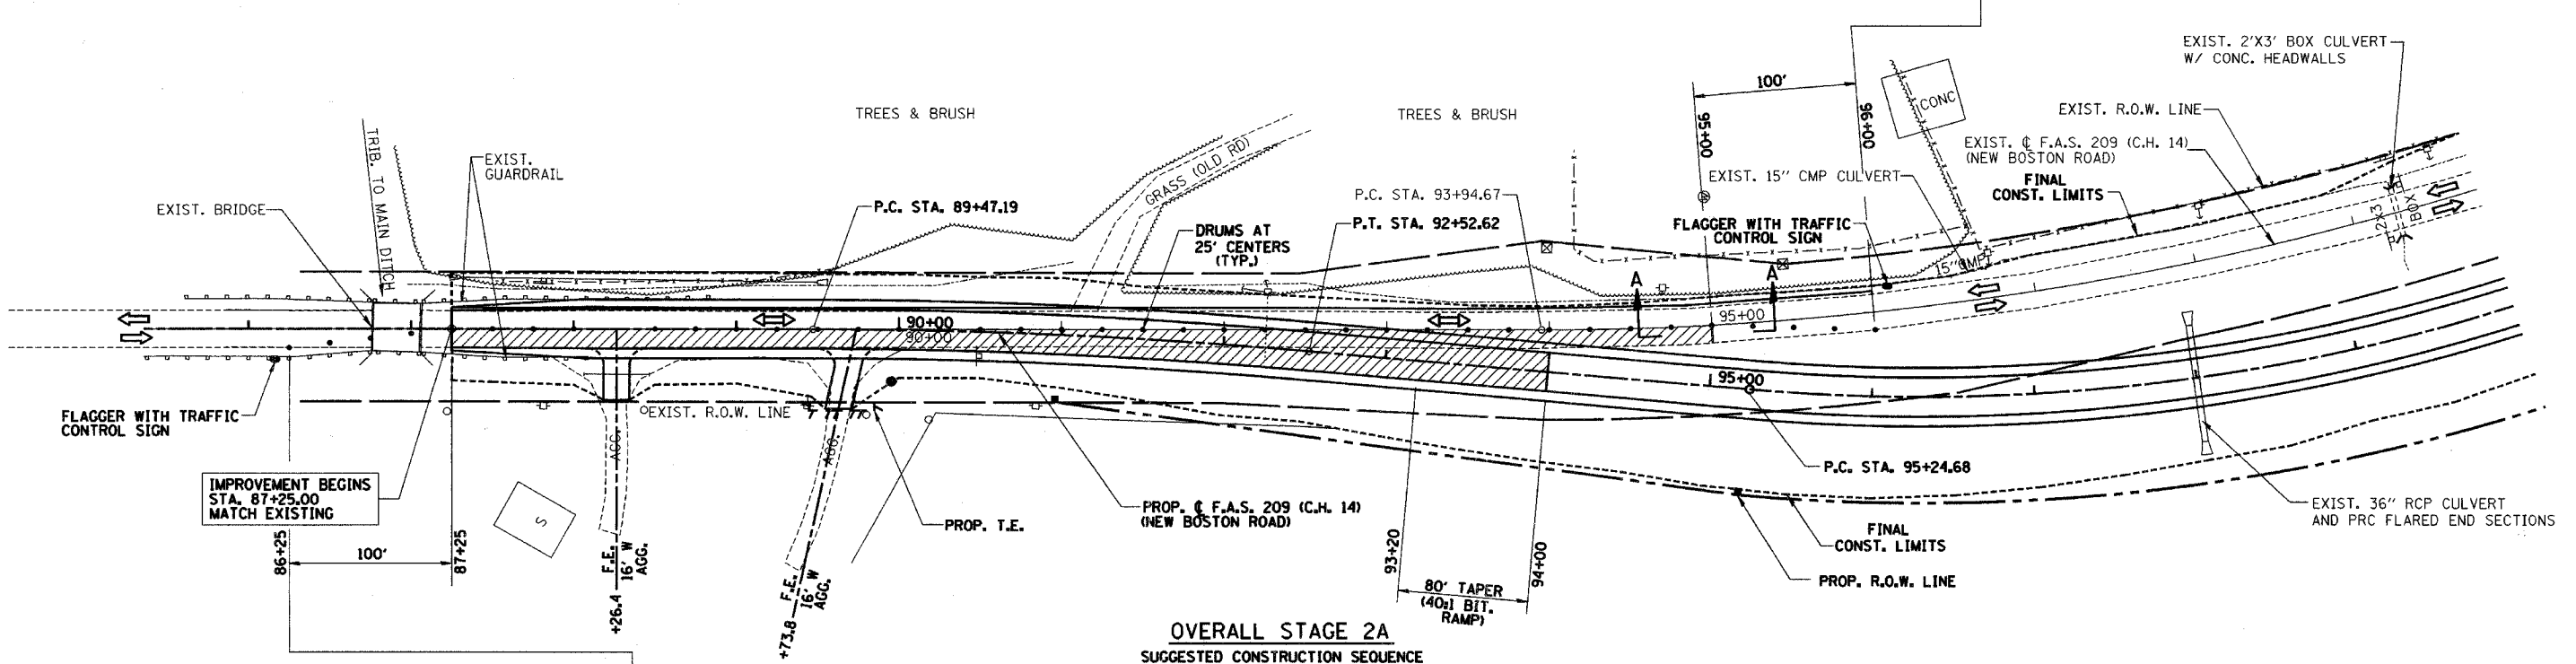 EXIST. 2'X3' BOX CULVERT
W/ CONC. HEADWALLS
100'
TREES & BRUSH
TREES & BRUSH
CONC
EXIST. R.O.W. LINE
95+00
96+00
EXIST. ℄ F.A.S. 209 (C.H. 14)
(NEW BOSTON ROAD)
TRIB. TO MAIN DITCH
EXIST.
GUARDRAIL
GRASS (OLD RD)
EXIST. 15" CMP CULVERT
FINAL
CONST. LIMITS
EXIST. BRIDGE
P.C. STA. 89+47.19
P.C. STA. 93+94.67
P.T. STA. 92+52.62
DRUMS AT
25' CENTERS
(TYP.)
FLAGGER WITH TRAFFIC
CONTROL SIGN
2'X3'
BOX
15" CMP
A
A
90+00
90+00
95+00
95+00
FLAGGER WITH TRAFFIC
CONTROL SIGN
EXIST. R.O.W. LINE
AGG.
AGG.
IMPROVEMENT BEGINS
STA. 87+25.00
MATCH EXISTING
S
P.C. STA. 95+24.68
PROP. ℄ F.A.S. 209 (C.H. 14)
(NEW BOSTON ROAD)
PROP. T.E.
EXIST. 36" RCP CULVERT
AND PRC FLARED END SECTIONS
FINAL
CONST. LIMITS
PROP. R.O.W. LINE
86+25
100'
87+25
F.E.
16' W
AGG.
+26.4
F.E.
16' W
AGG.
+73.8
93+20
94+00
80' TAPER
(40:1 BIT.
RAMP)
OVERALL STAGE 2A
SUGGESTED CONSTRUCTION SEQUENCE